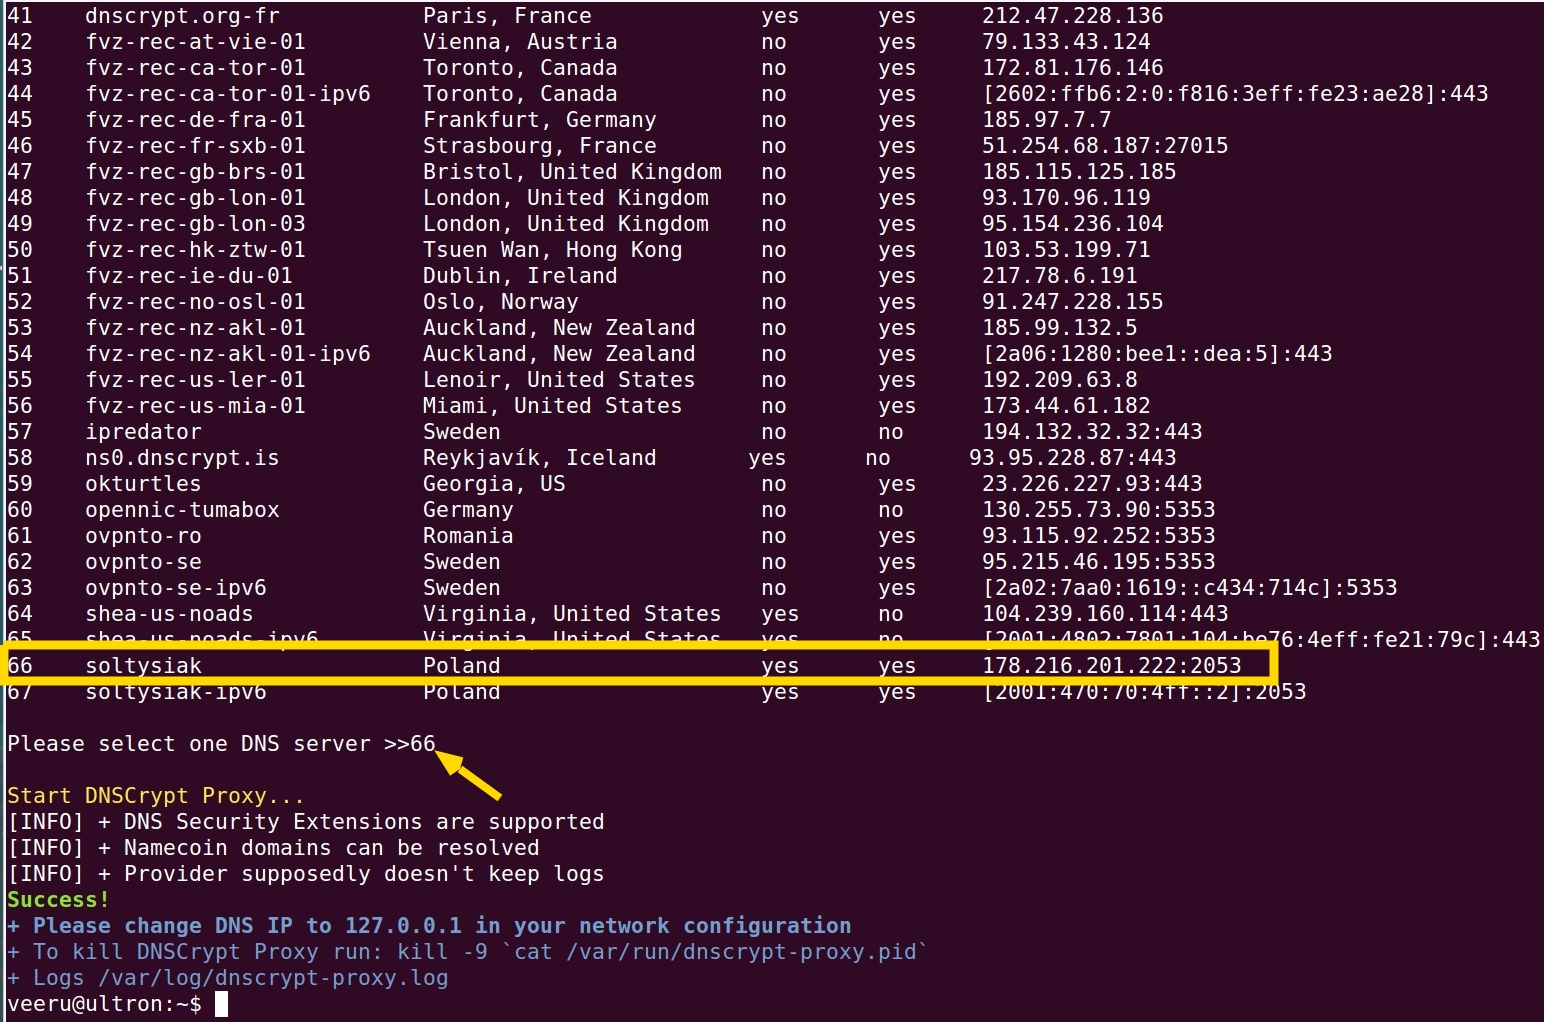 41    dnscrypt.org-fr           Paris, France             yes      yes     212.47.228.136
42    fvz-rec-at-vie-01         Vienna, Austria           no       yes     79.133.43.124
43    fvz-rec-ca-tor-01         Toronto, Canada           no       yes     172.81.176.146
44    fvz-rec-ca-tor-01-ipv6    Toronto, Canada           no       yes     [2602:ffb6:2:0:f816:3eff:fe23:ae28]:443
45    fvz-rec-de-fra-01         Frankfurt, Germany        no       yes     185.97.7.7
46    fvz-rec-fr-sxb-01         Strasbourg, France        no       yes     51.254.68.187:27015
47    fvz-rec-gb-brs-01         Bristol, United Kingdom   no       yes     185.115.125.185
48    fvz-rec-gb-lon-01         London, United Kingdom    no       yes     93.170.96.119
49    fvz-rec-gb-lon-03         London, United Kingdom    no       yes     95.154.236.104
50    fvz-rec-hk-ztw-01         Tsuen Wan, Hong Kong      no       yes     103.53.199.71
51    fvz-rec-ie-du-01          Dublin, Ireland           no       yes     217.78.6.191
52    fvz-rec-no-osl-01         Oslo, Norway              no       yes     91.247.228.155
53    fvz-rec-nz-akl-01         Auckland, New Zealand     no       yes     185.99.132.5
54    fvz-rec-nz-akl-01-ipv6    Auckland, New Zealand     no       yes     [2a06:1280:bee1::dea:5]:443
55    fvz-rec-us-ler-01         Lenoir, United States     no       yes     192.209.63.8
56    fvz-rec-us-mia-01         Miami, United States      no       yes     173.44.61.182
57    ipredator                 Sweden                    no       no      194.132.32.32:443
58    ns0.dnscrypt.is           Reykjavík, Iceland       yes      no      93.95.228.87:443
59    okturtles                 Georgia, US               no       yes     23.226.227.93:443
60    opennic-tumabox           Germany                   no       no      130.255.73.90:5353
61    ovpnto-ro                 Romania                   no       yes     93.115.92.252:5353
62    ovpnto-se                 Sweden                    no       yes     95.215.46.195:5353
63    ovpnto-se-ipv6            Sweden                    no       yes     [2a02:7aa0:1619::c434:714c]:5353
64    shea-us-noads             Virginia, United States   yes      no      104.239.160.114:443
65    shea-us-noads-ipv6        Virginia, United States   yes      no      [2001:4802:7801:104:be76:4eff:fe21:79c]:443
66    soltysiak                 Poland                    yes      yes     178.216.201.222:2053
67    soltysiak-ipv6            Poland                    yes      yes     [2001:470:70:4ff::2]:2053
Please select one DNS server >>66
Start DNSCrypt Proxy...
[INFO] + DNS Security Extensions are supported
[INFO] + Namecoin domains can be resolved
[INFO] + Provider supposedly doesn't keep logs
Success!
+ Please change DNS IP to 127.0.0.1 in your network configuration
+ To kill DNSCrypt Proxy run: kill -9 `cat /var/run/dnscrypt-proxy.pid`
+ Logs /var/log/dnscrypt-proxy.log
veeru@ultron:~$